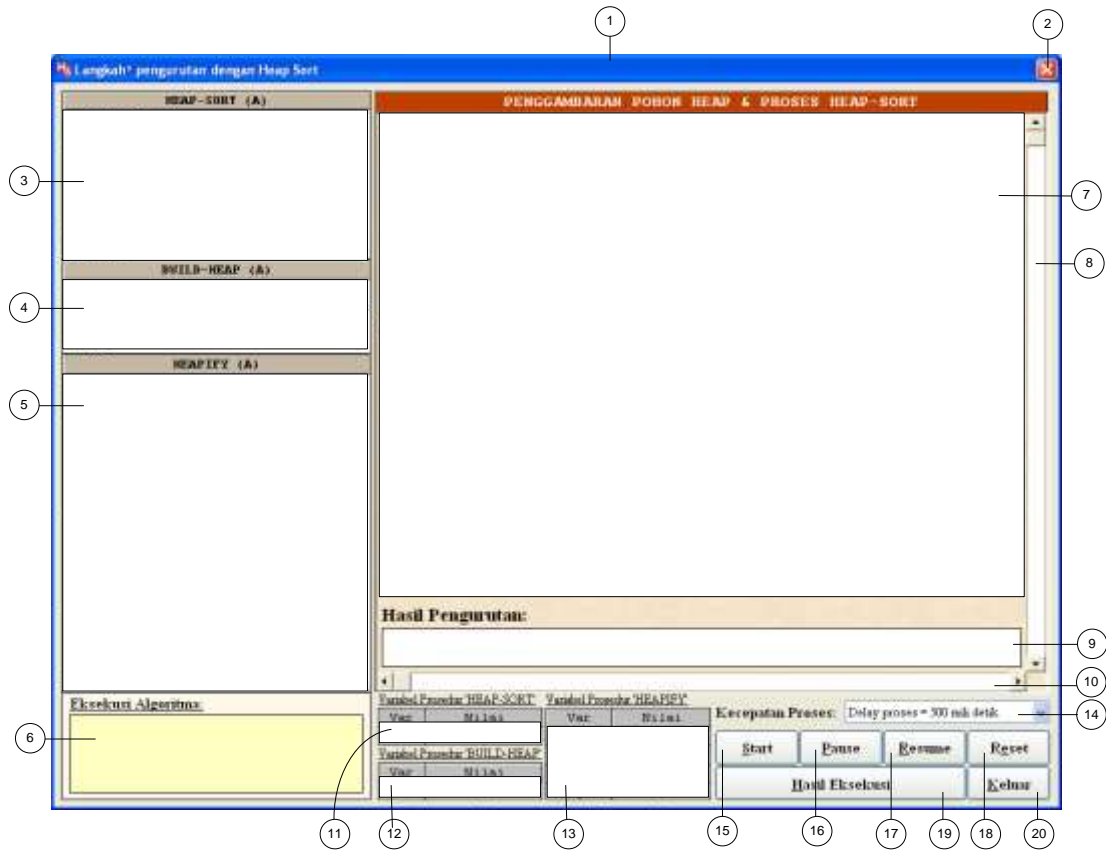 1
2
Langkah² pengurutan dengan Heap Sort
HEAP-SORT (A)
PENGGAMBARAN POHON HEAP & PROSES HEAP-SORT
3
7
8
BUILD-HEAP (A)
4
HEAPIFY (A)
5
Hasil Pengurutan:
9
10
Eksekusi Algoritma:
6
Variabel Prosedur 'HEAP-SORT'
Var Nilai
Variabel Prosedur 'BUILD-HEAP'
Var Nilai
Variabel Prosedur 'HEAPIFY'
Var Nilai
Kecepatan Proses: Delay proses = 300 mili detik
14
Start Pause Resume Reset
Hasil Eksekusi Keluar
11
12
13
15
16
17
19
18
20